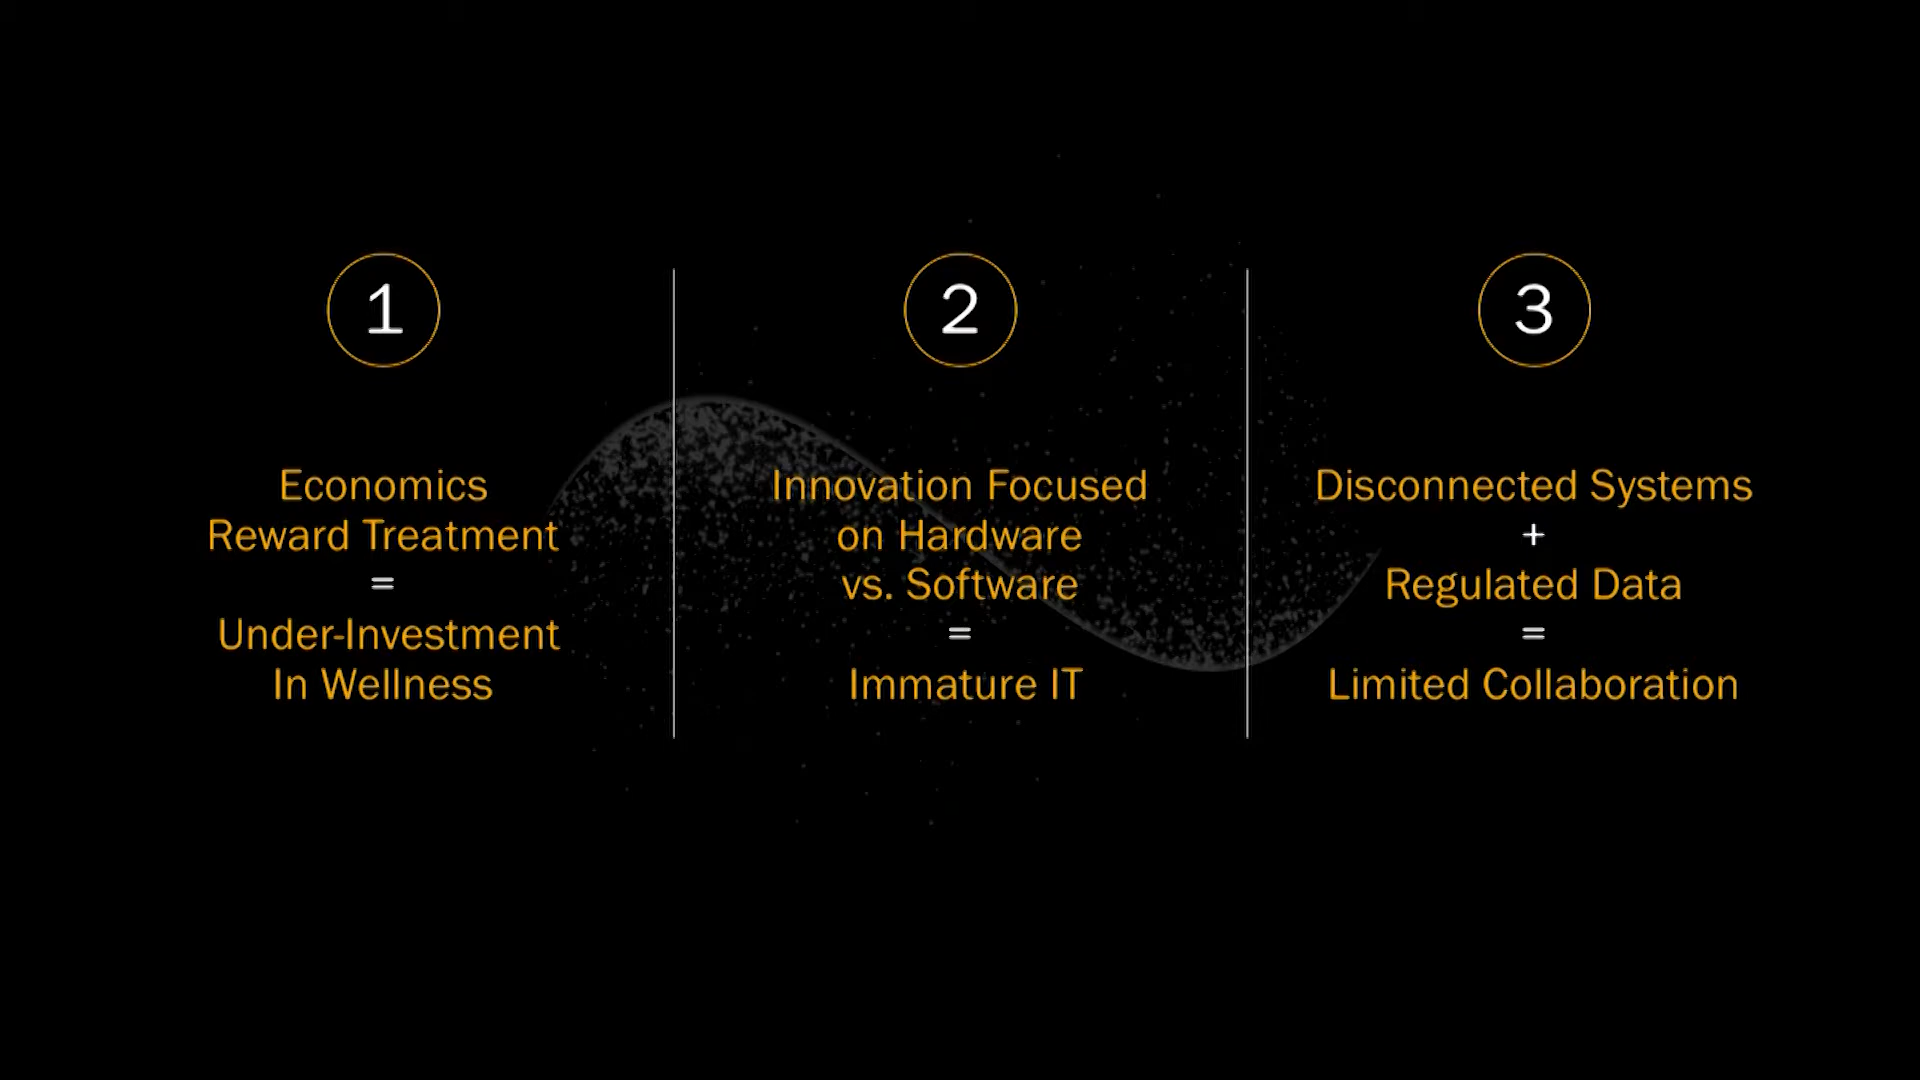 1
Economics
Reward Treatment
=
Under-Investment
In Wellness
2
Innovation Focused
on Hardware
vs. Software
=
Immature IT
3
Disconnected Systems
+
Regulated Data
=
Limited Collaboration